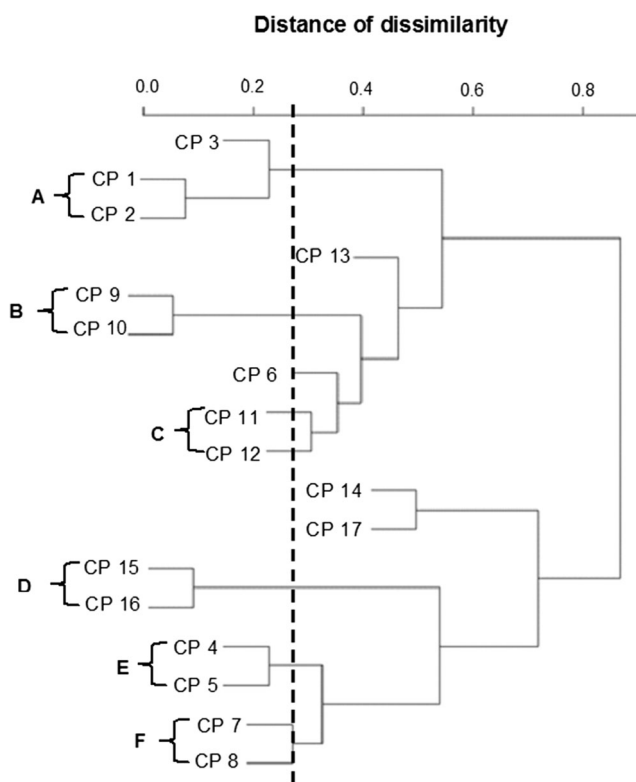 Distance of dissimilarity
0.0 0.2 0.4 0.6 0.8
CP 3
CP 1
A
CP 2
CP 13
CP 9
B
CP 10
CP 6
CP 11
C
CP 12
CP 14
CP 17
CP 15
D
CP 16
CP 4
E
CP 5
CP 7
F
CP 8